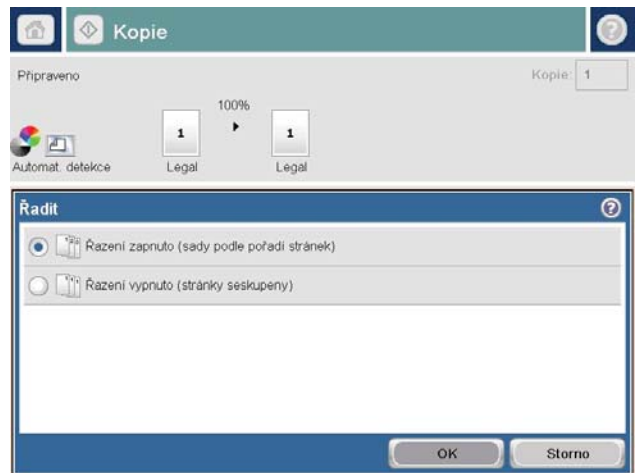 Kopie
Připraveno
Kopie: 1
100%
1
1
Automat. detekce
Legal
Legal
Řadit
Řazení zapnuto (sady podle pořadí stránek)
Řazení vypnuto (stránky seskupeny)
OK
Storno